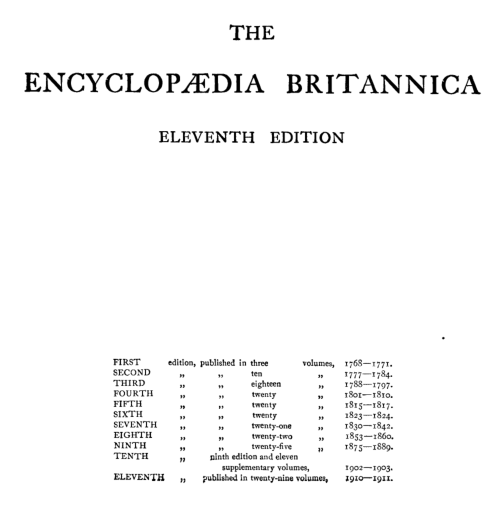 THE
ENCYCLOPÆDIA BRITANNICA
ELEVENTH EDITION
FIRST edition, published in three volumes, 1768—1771.
SECOND „ „ ten „ 1777—1784.
THIRD „ „ eighteen „ 1788—1797.
FOURTH „ „ twenty „ 1801—1810.
FIFTH „ „ twenty „ 1815—1817.
SIXTH „ „ twenty „ 1823—1824.
SEVENTH „ „ twenty-one „ 1830—1842.
EIGHTH „ „ twenty-two „ 1853—1860.
NINTH „ „ twenty-five „ 1875—1889.
TENTH „ ninth edition and eleven
supplementary volumes, 1902—1903.
ELEVENTH „ published in twenty-nine volumes, 1910—1911.